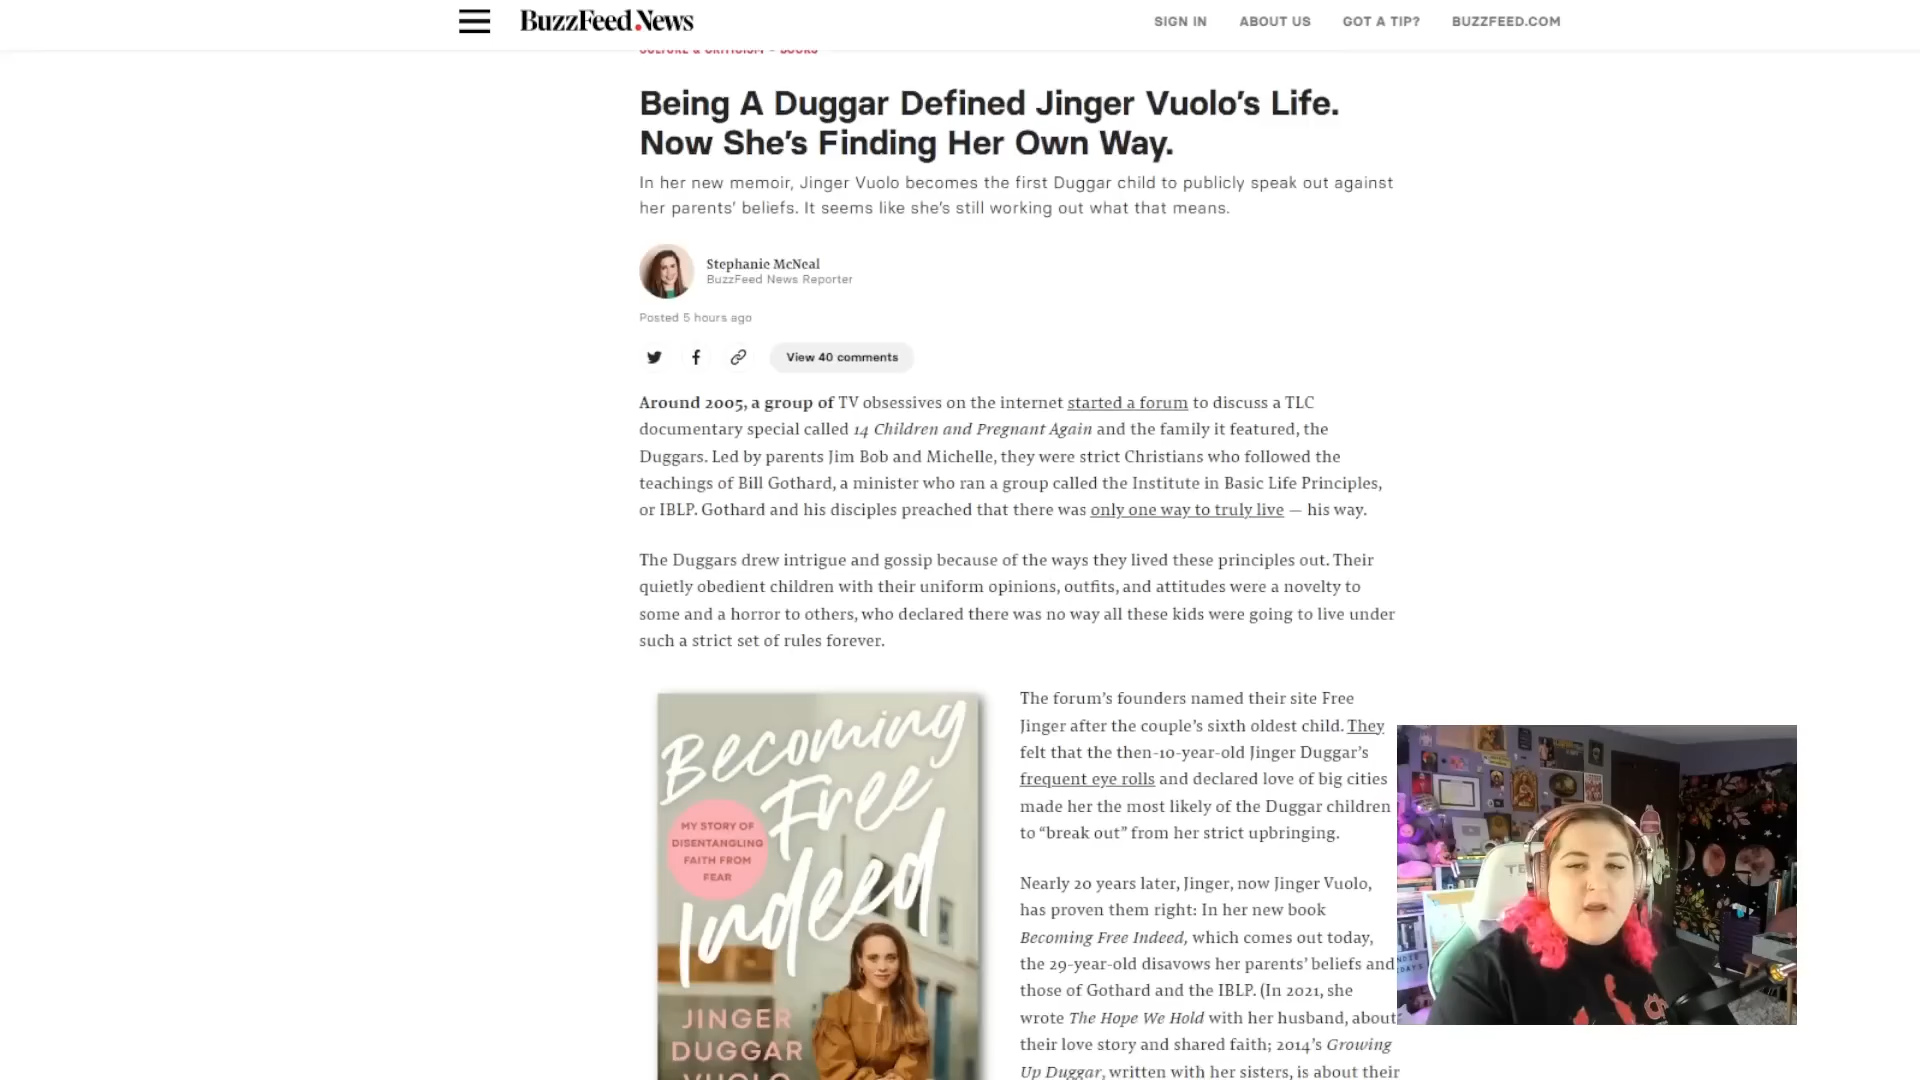 BuzzFeed News
SIGN IN
ABOUT US
GOT A TIP?
BUZZFEED.COM
CULTURE & CRITICISM - BOOKS
Being A Duggar Defined Jinger Vuolo's Life.
Now She's Finding Her Own Way.
In her new memoir, Jinger Vuolo becomes the first Duggar child to publicly speak out against
her parents' beliefs. It seems like she's still working out what that means.
Stephanie McNeal
BuzzFeed News Reporter
Posted 5 hours ago
View 40 comments
Around 2005, a group of TV obsessives on the internet started a forum to discuss a TLC
documentary special called 14 Children and Pregnant Again and the family it featured, the
Duggars. Led by parents Jim Bob and Michelle, they were strict Christians who followed the
teachings of Bill Gothard, a minister who ran a group called the Institute in Basic Life Principles,
or IBLP. Gothard and his disciples preached that there was only one way to truly live — his way.
The Duggars drew intrigue and gossip because of the ways they lived these principles out. Their
quietly obedient children with their uniform opinions, outfits, and attitudes were a novelty to
some and a horror to others, who declared there was no way all these kids were going to live under
such a strict set of rules forever.
Becoming
Free
Indeed
MY STORY OF
DISENTANGLING
FAITH FROM
FEAR
JINGER
DUGGAR
VUOLO
The forum's founders named their site Free
Jinger after the couple's sixth oldest child. They
felt that the then-10-year-old Jinger Duggar's
frequent eye rolls and declared love of big cities
made her the most likely of the Duggar children
to "break out" from her strict upbringing.
Nearly 20 years later, Jinger, now Jinger Vuolo,
has proven them right: In her new book
Becoming Free Indeed, which comes out today,
the 29-year-old disavows her parents' beliefs and
those of Gothard and the IBLP. (In 2021, she
wrote The Hope We Hold with her husband, about
their love story and shared faith; 2014's Growing
Up Duggar, written with her sisters, is about their